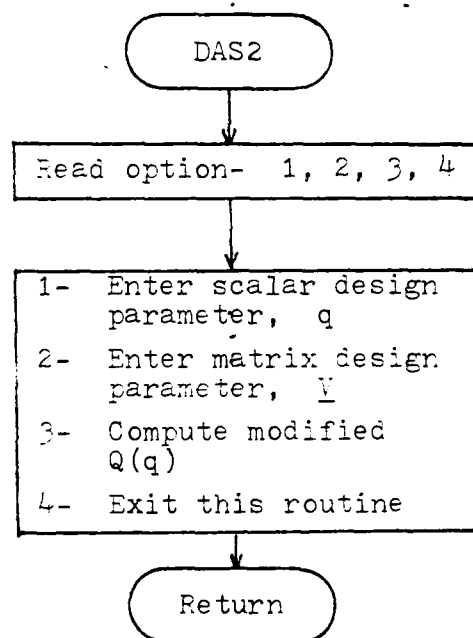 DAS2
Read option- 1, 2, 3, 4
1- Enter scalar design
parameter, q
2- Enter matrix design
parameter, V
3- Compute modified
Q(q)
4- Exit this routine
Return